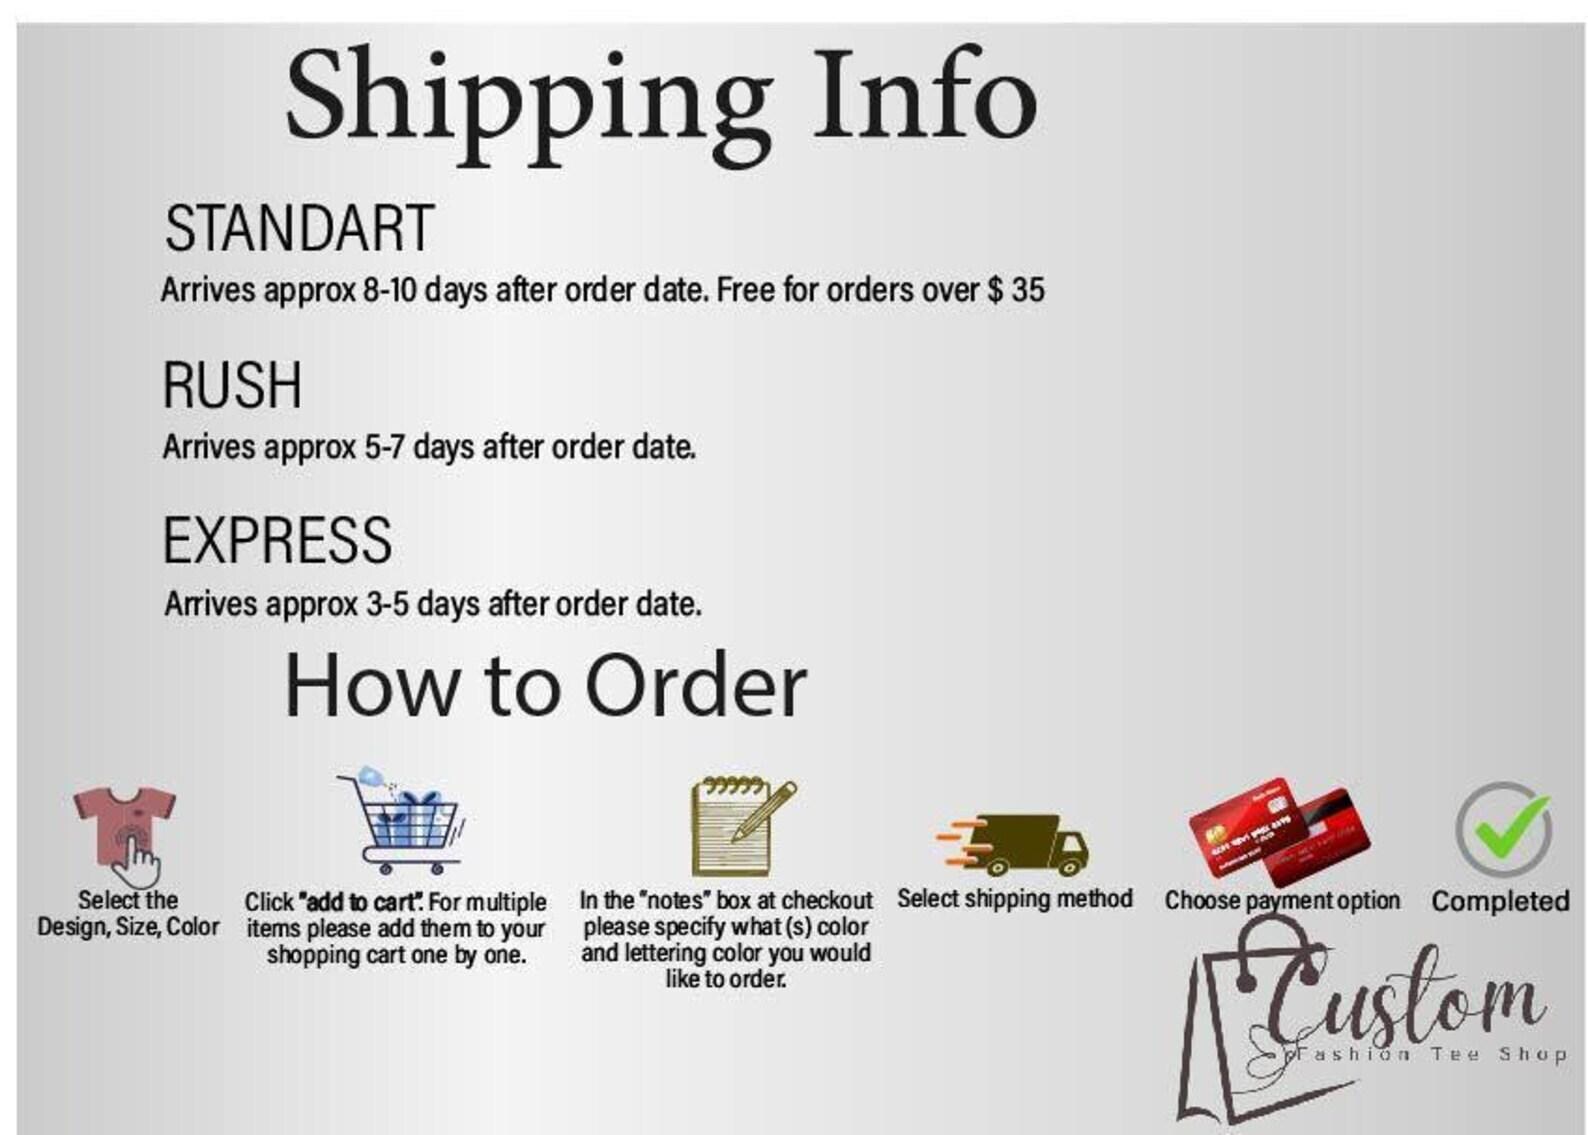 Shipping Info
STANDART
Arrives approx 8-10 days after order date. Free for orders over $ 35
RUSH
Arrives approx 5-7 days after order date.
EXPRESS
Arrives approx 3-5 days after order date.
How to Order
Select the
Design, Size, Color
Click "add to cart". For multiple
items please add them to your
shopping cart one by one.
In the "notes" box at checkout
please specify what (s) color
and lettering color you would
like to order.
Select shipping method
Choose payment option
Completed
Custom
Fashion Tee Shop